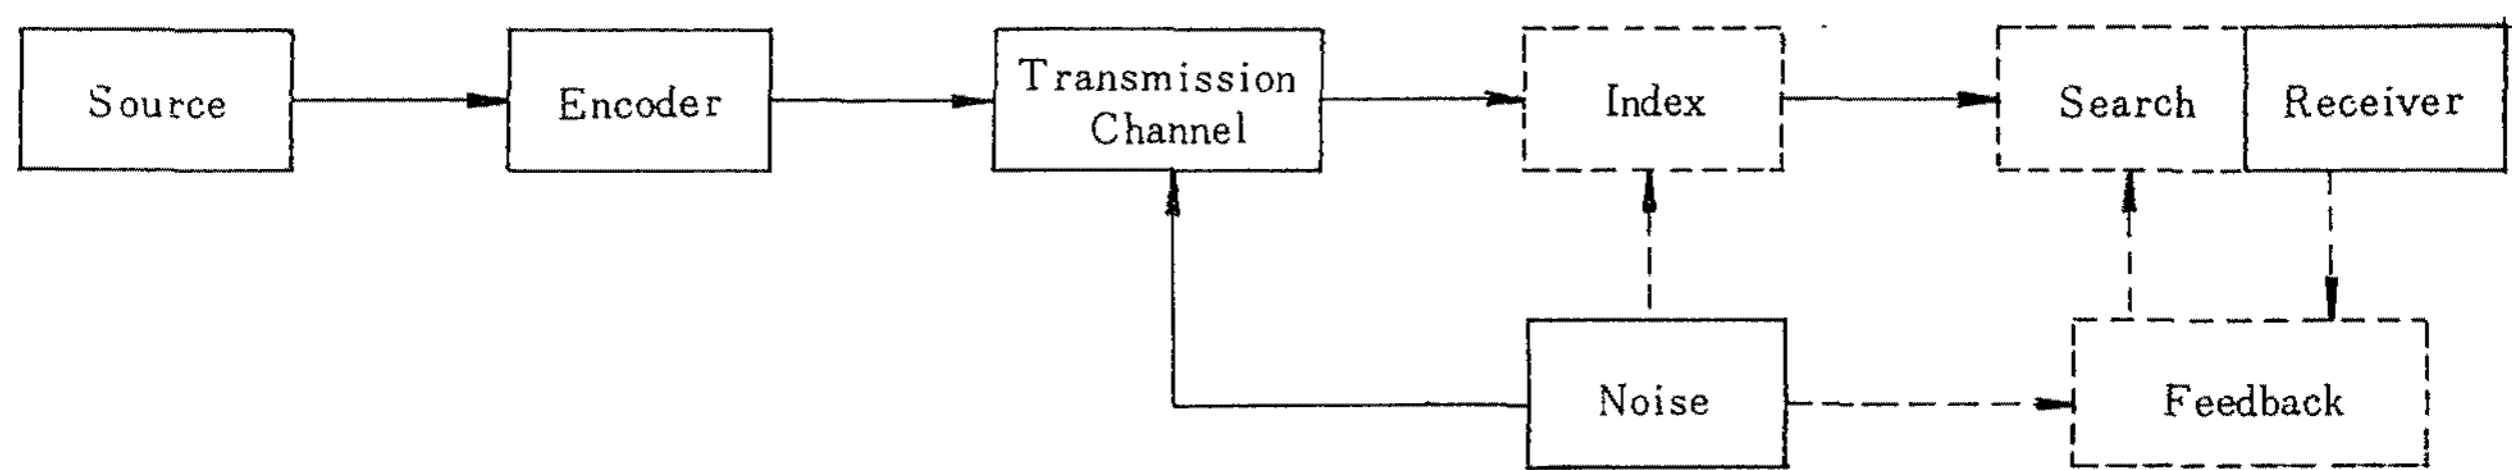 Source
Encoder
Transmission
Channel
Index
Search
Receiver
Noise
Feedback